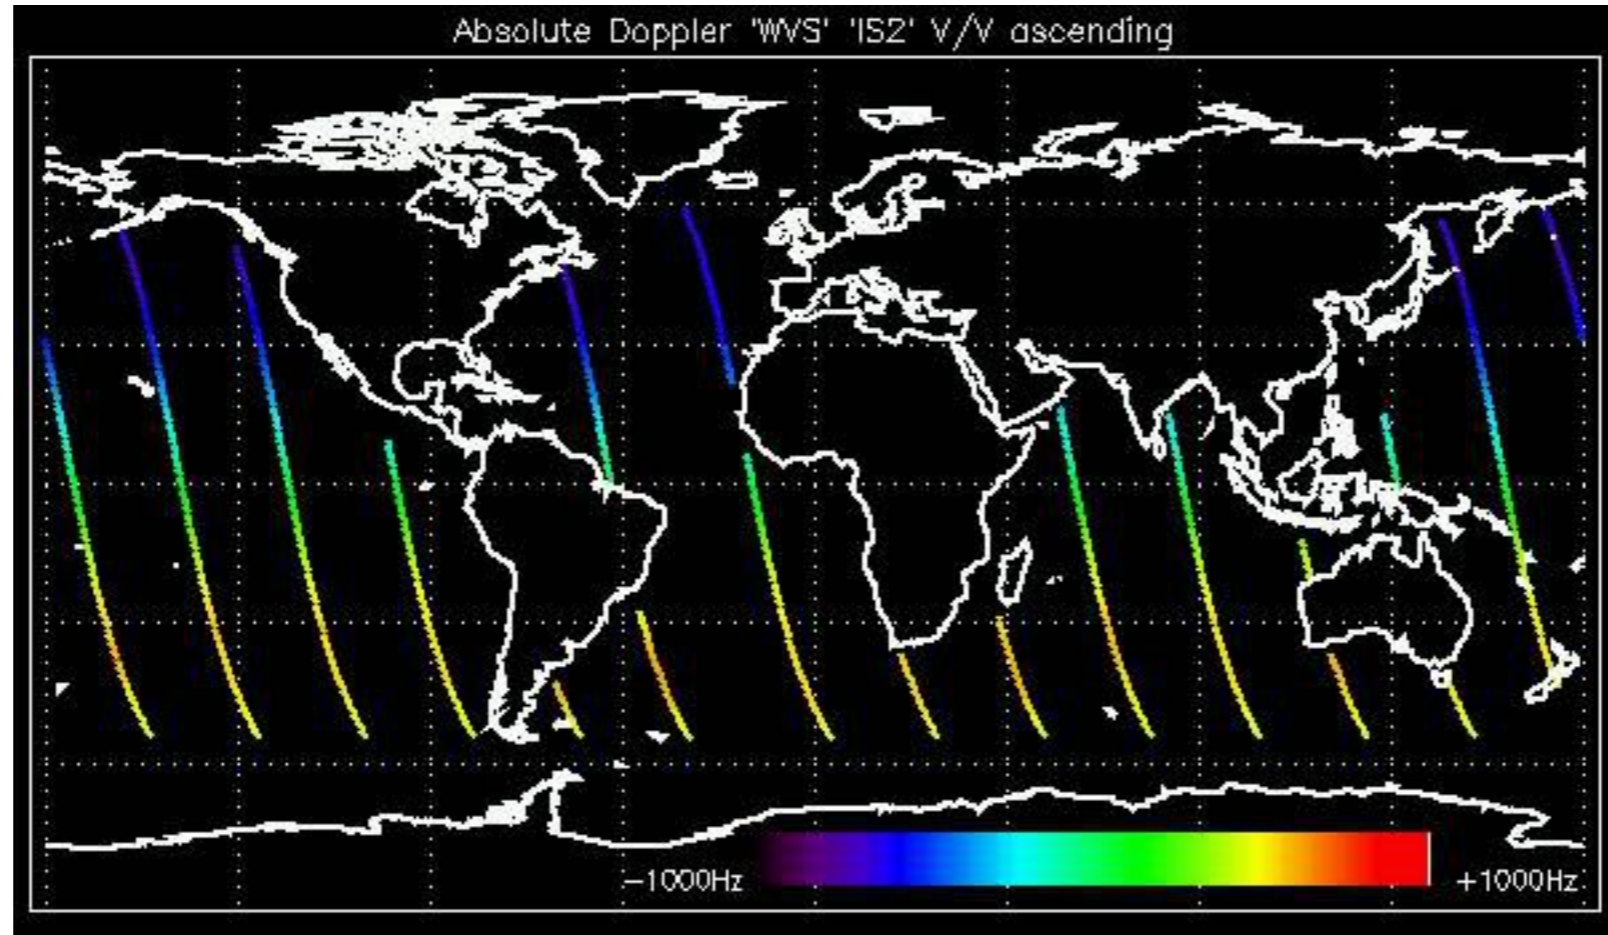 Absolute Doppler 'WVS' 'IS2' V/V ascending
−1000Hz
+1000Hz